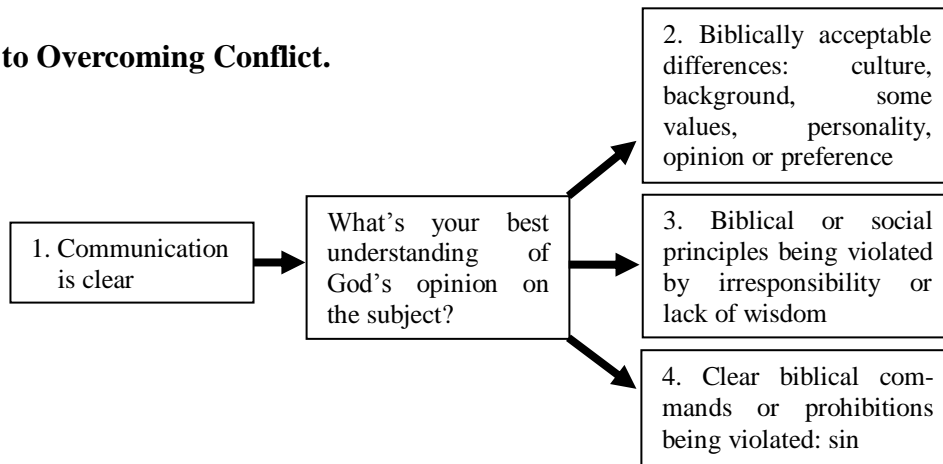 to Overcoming Conflict.
1. Communication
is clear
What's your best
understanding of
God's opinion on
the subject?
2. Biblically acceptable
differences: culture,
background, some
values, personality,
opinion or preference
3. Biblical or social
principles being violated
by irresponsibility or
lack of wisdom
4. Clear biblical com-
mands or prohibitions
being violated: sin